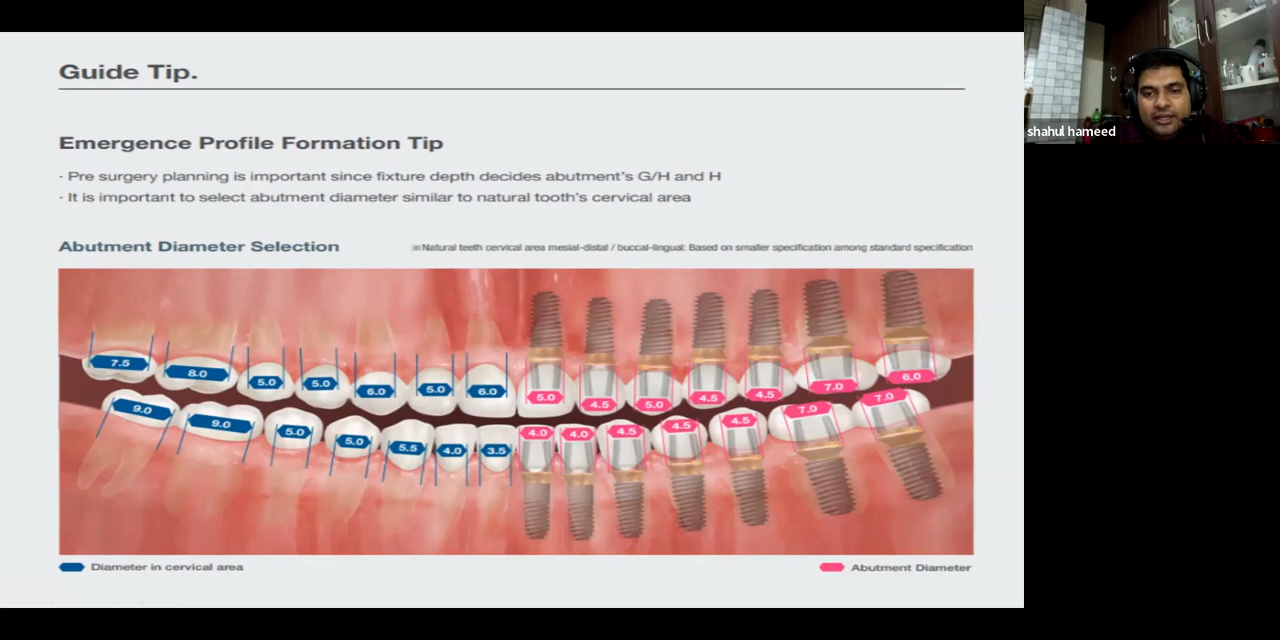 Guide Tip.
Emergence Profile Formation Tip
- Pre surgery planning is important since fixture depth decides abutment's G/H and H
- It is important to select abutment diameter similar to natural tooth's cervical area
Abutment Diameter Selection
※Natural teeth cervical area mesial-distal / buccal-lingual: Based on smaller specification among standard specification
7.5 8.0 5.0 5.0 6.0 5.0 6.0 5.0 4.5 5.0 4.5 4.5 7.0 6.0
9.0 9.0 5.0 5.0 5.5 4.0 3.5 4.0 4.0 4.5 4.5 4.5 7.0 7.0
Diameter in cervical area
Abutment Diameter
shahul hameed